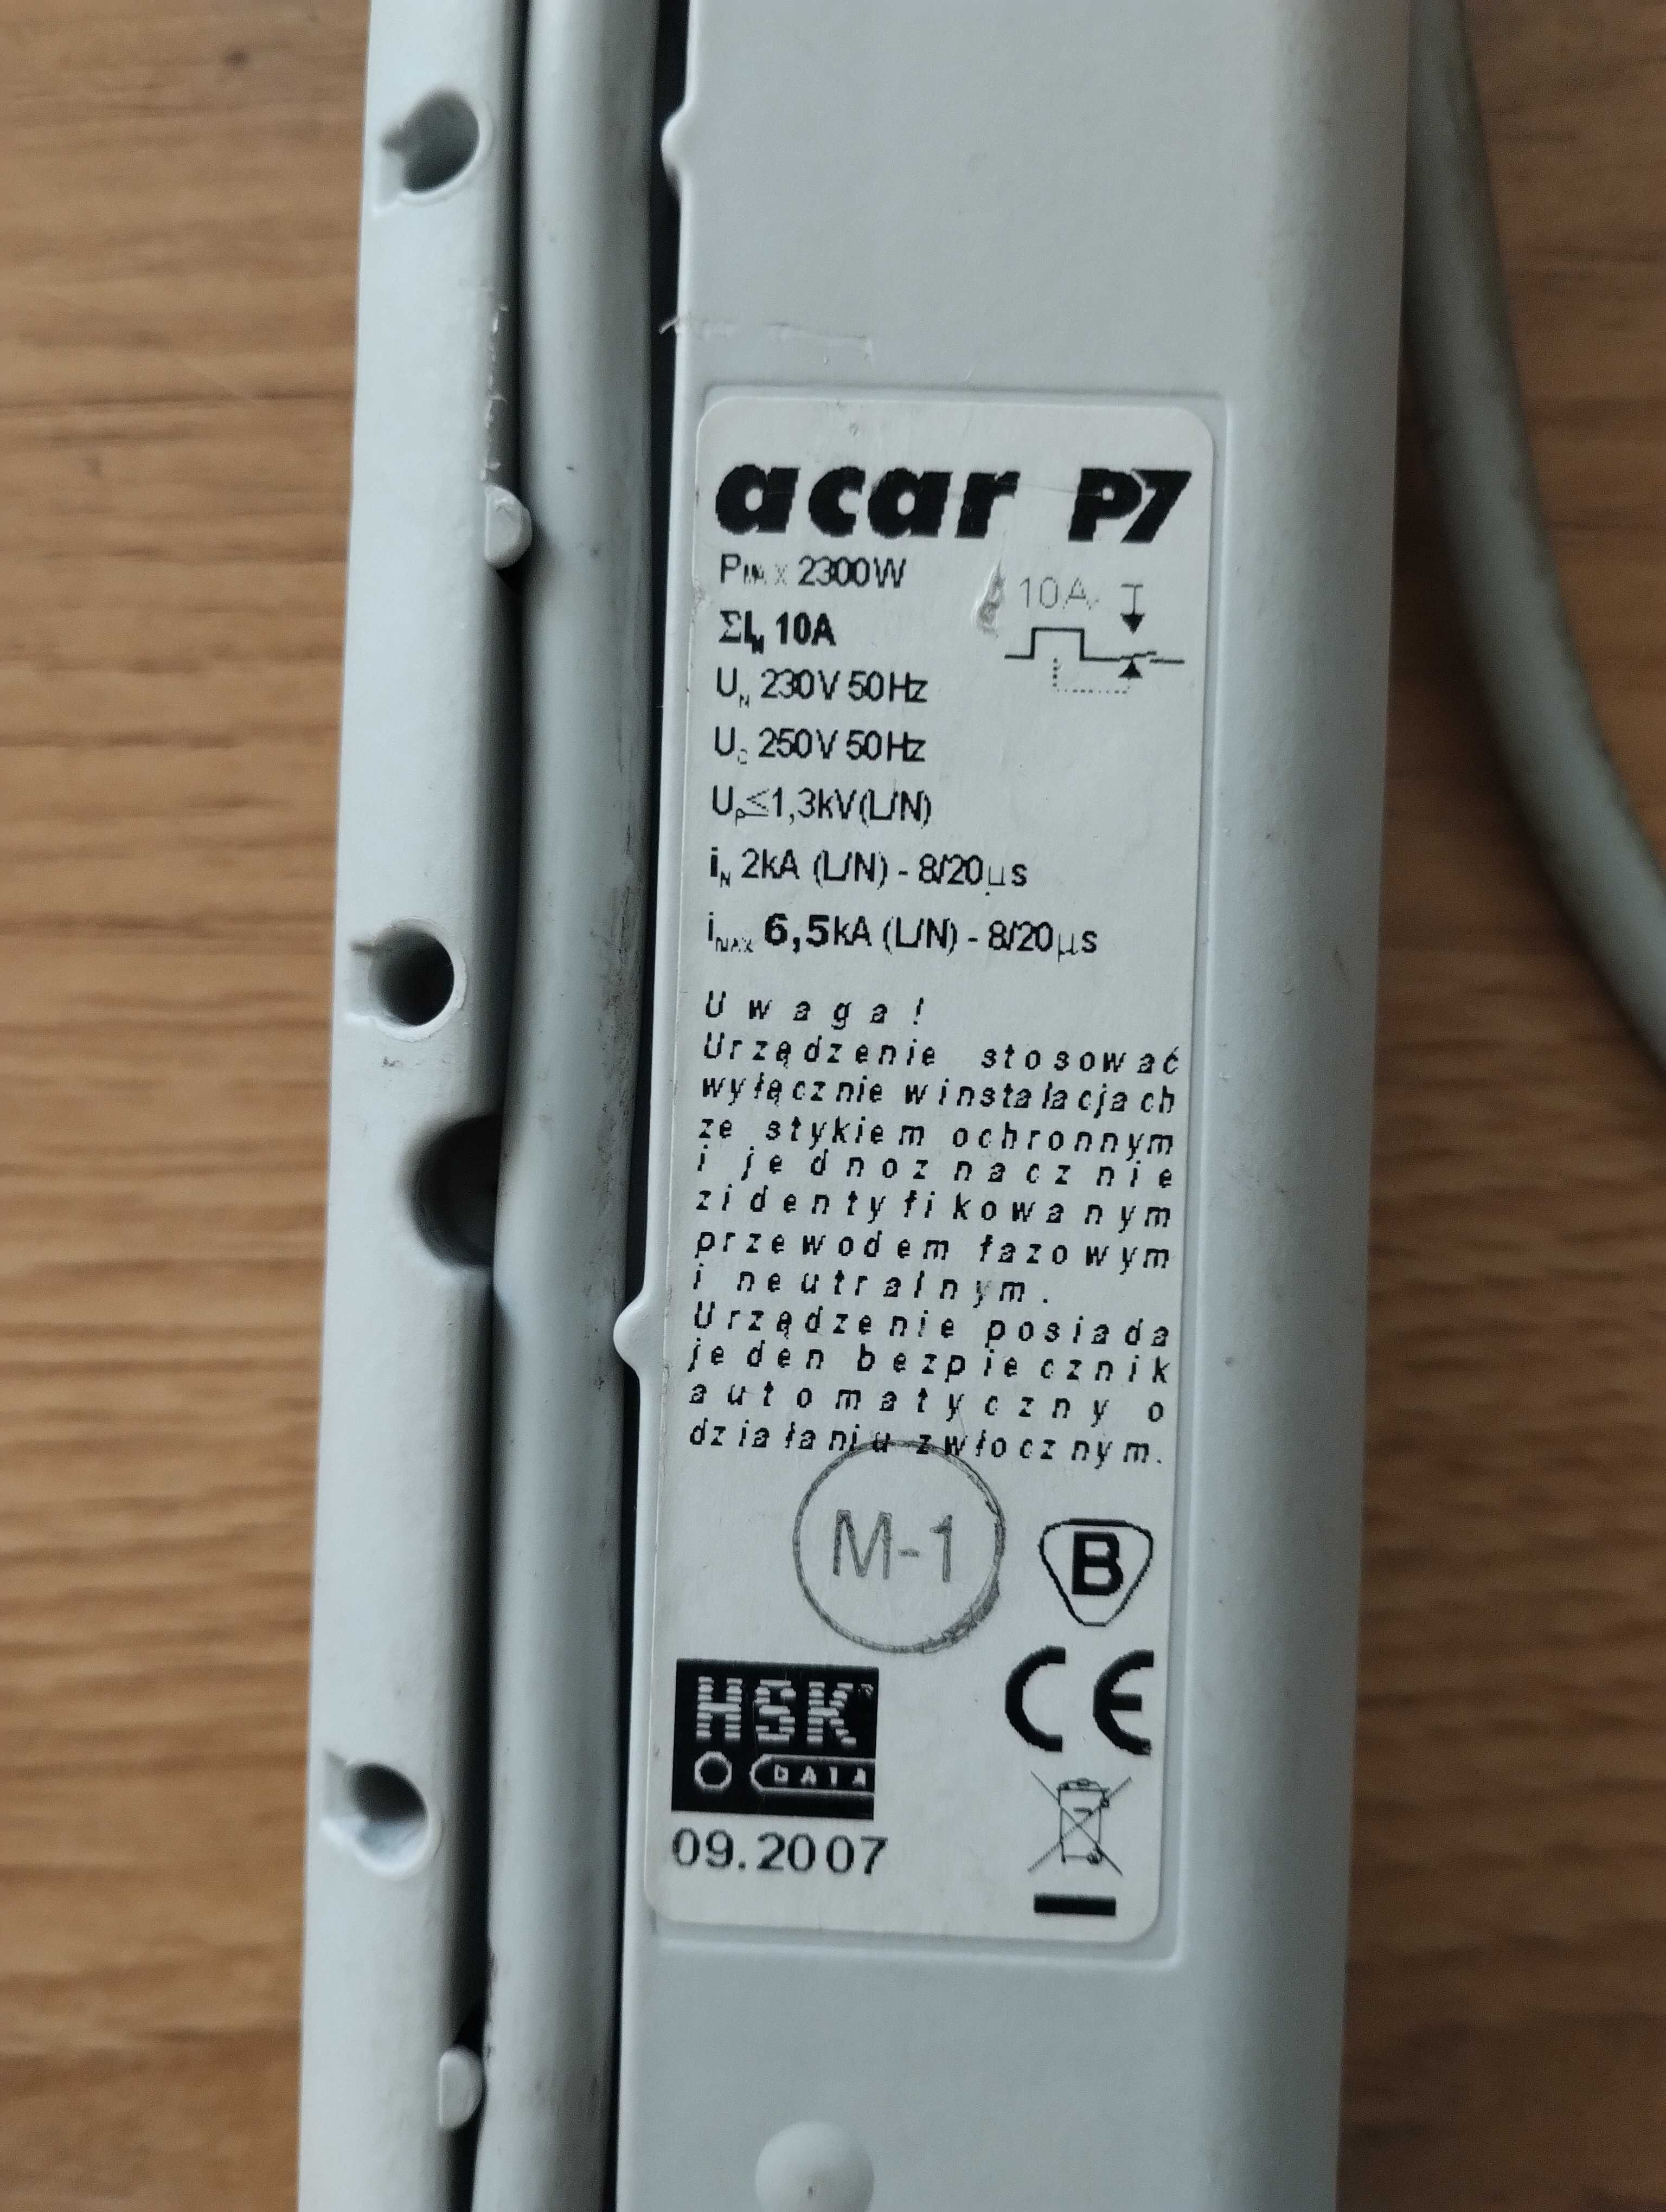 acar P7
PMAX 2300W
10A
ΣIN 10A
UN 230V 50Hz
UC 250V 50Hz
UP≤1,3kV(L/N)
iN 2kA (L/N) - 8/20µs
iMAX 6,5kA (L/N) - 8/20µs
Uwaga!
Urządzenie stosować
wyłącznie w instalacjach
ze stykiem ochronnym
i jednoznacznie
zidentyfikowanym
przewodem fazowym
i neutralnym.
Urządzenie posiada
jeden bezpiecznik
automatyczny o
działaniu zwłocznym.
M-1
B
CE
HSK
DATA
09.2007